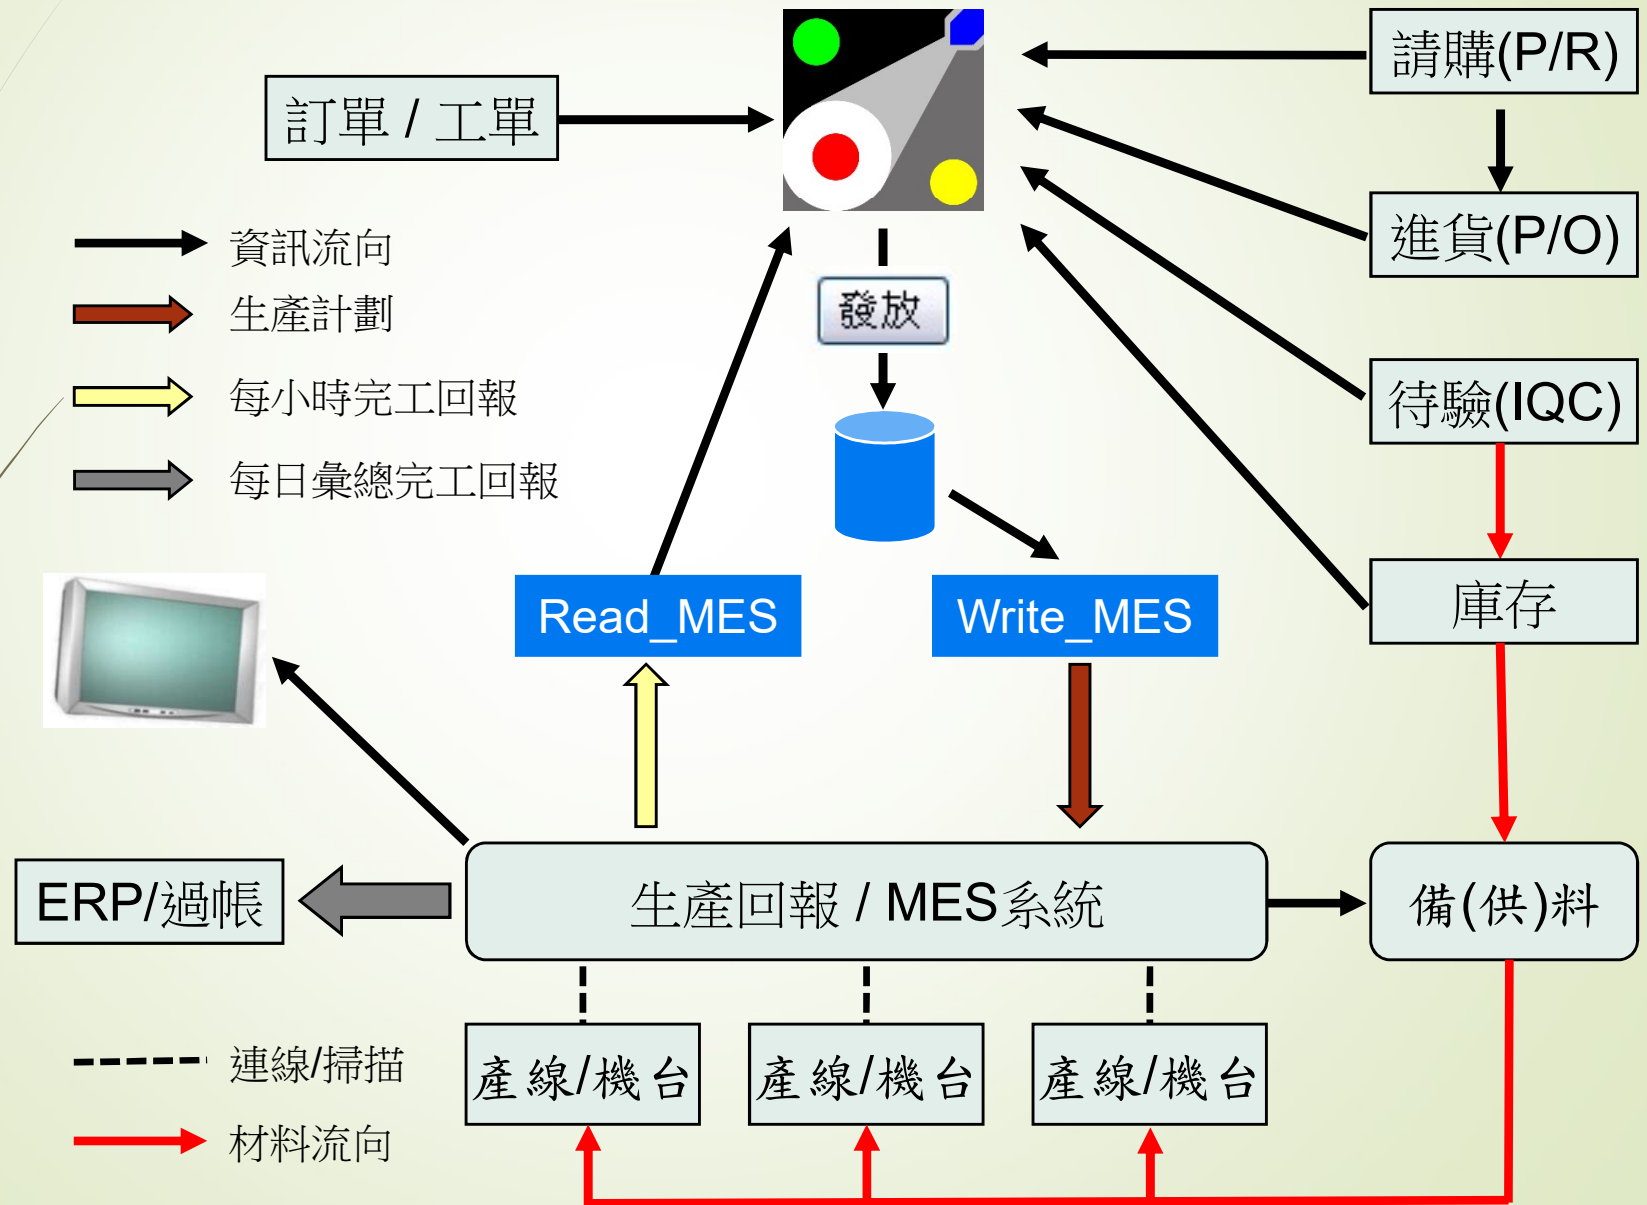 請購(P/R)
訂單 / 工單
進貨(P/O)
資訊流向
生產計劃
發放
每小時完工回報
待驗(IQC)
每日彙總完工回報
Read_MES
Write_MES
庫存
ERP/過帳
生產回報 / MES系統
備(供)料
連線/掃描
產線/機台
產線/機台
產線/機台
材料流向